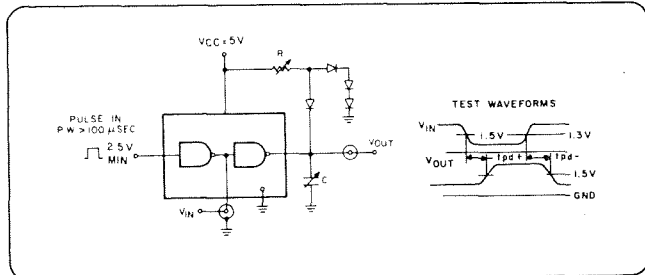 VCC = 5V
R
PULSE IN
PW > 100 μSEC
2.5V
MIN
VOUT
C
VIN
TEST WAVEFORMS
VIN
1.5V
1.3V
VOUT
tpd+
tpd-
1.5V
GND